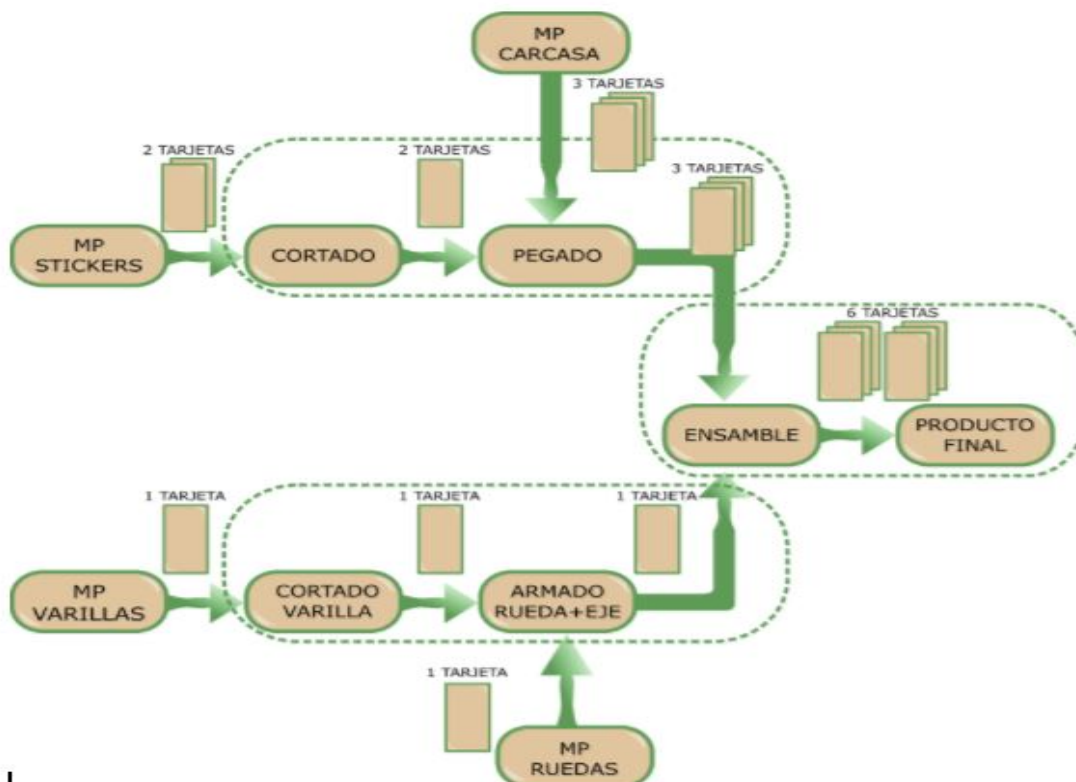 MP
CARCASA
3 TARJETAS
2 TARJETAS
2 TARJETAS
3 TARJETAS
MP
STICKERS
CORTADO
PEGADO
6 TARJETAS
ENSAMBLE
PRODUCTO
FINAL
1 TARJETA
1 TARJETA
1 TARJETA
MP
VARILLAS
CORTADO
VARILLA
ARMADO
RUEDA+EJE
1 TARJETA
MP
RUEDAS